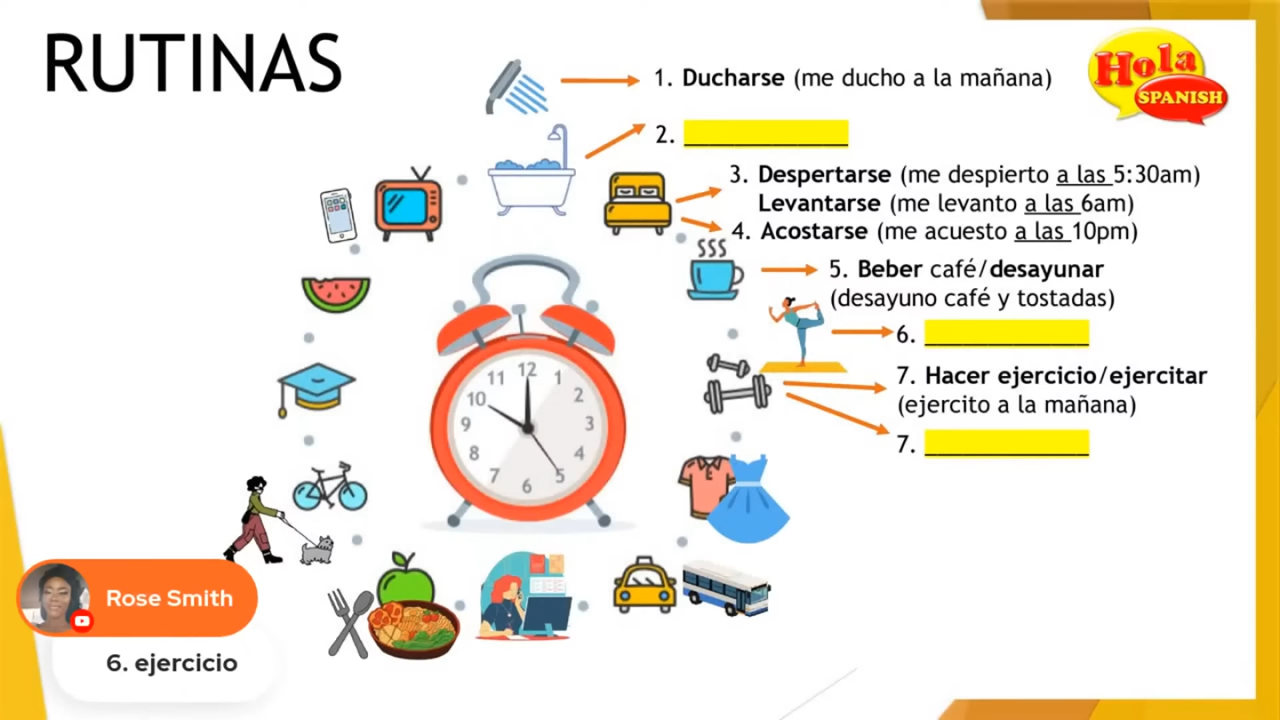 RUTINAS
Hola
SPANISH
1. Ducharse (me ducho a la mañana)
2. _______________
3. Despertarse (me despierto a las 5:30am)
Levantarse (me levanto a las 6am)
4. Acostarse (me acuesto a las 10pm)
5. Beber café/desayunar
(desayuno café y tostadas)
6. _______________
7. Hacer ejercicio/ejercitar
(ejercito a la mañana)
7. _______________
12
1
2
3
4
5
6
7
8
9
10
11
Rose Smith
6. ejercicio